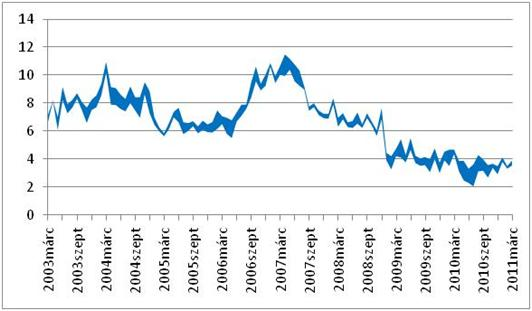 14
12
10
8
6
4
2
0
2003márc
2003szept
2004márc
2004szept
2005márc
2005szept
2006márc
2006szept
2007márc
2007szept
2008márc
2008szept
2009márc
2009szept
2010márc
2010szept
2011márc